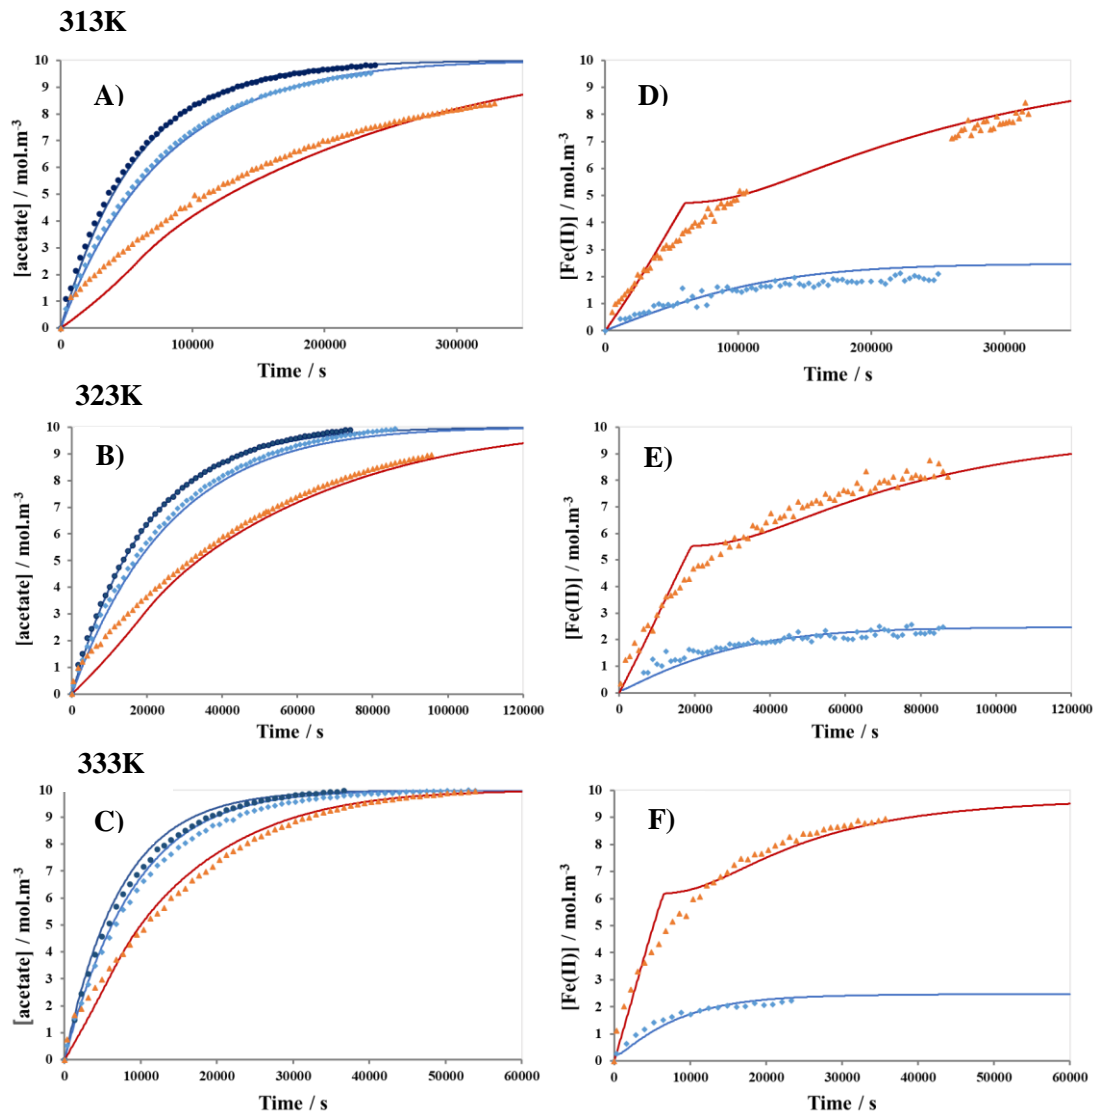 313K
A)
[acetate] / mol.m-3
10
9
8
7
6
5
4
3
2
1
0
0 100000 200000 300000
Time / s
D)
[Fe(II)] / mol.m-3
10
9
8
7
6
5
4
3
2
1
0
0 100000 200000 300000
Time / s
323K
B)
[acetate] / mol.m-3
10
9
8
7
6
5
4
3
2
1
0
0 20000 40000 60000 80000 100000 120000
Time / s
E)
[Fe(II)] / mol.m-3
10
9
8
7
6
5
4
3
2
1
0
0 20000 40000 60000 80000 100000 120000
Time / s
333K
C)
[acetate] / mol.m-3
10
9
8
7
6
5
4
3
2
1
0
0 10000 20000 30000 40000 50000 60000
Time / s
F)
[Fe(II)] / mol.m-3
10
9
8
7
6
5
4
3
2
1
0
0 10000 20000 30000 40000 50000 60000
Time / s